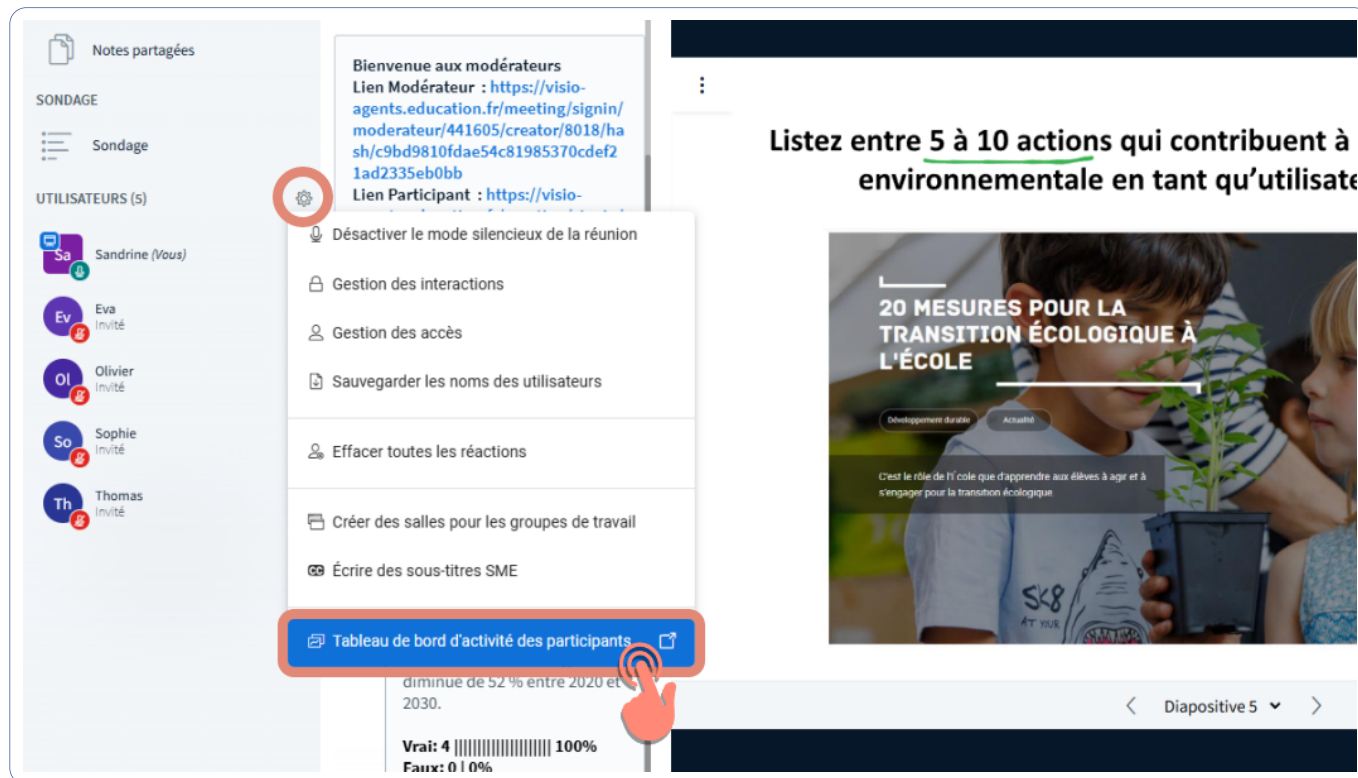 Notes partagées
SONDAGE
Sondage
UTILISATEURS (5)
Sa
Sandrine (Vous)
Ev
Eva
Invité
Ol
Olivier
Invité
So
Sophie
Invité
Th
Thomas
Invité
Bienvenue aux modérateurs
Lien Modérateur : https://visio-
agents.education.fr/meeting/signin/
moderateur/441605/creator/8018/ha
sh/c9bd9810fdae54c81985370cdef2
1ad2335eb0bb
Lien Participant : https://visio-
Désactiver le mode silencieux de la réunion
Gestion des interactions
Gestion des accès
Sauvegarder les noms des utilisateurs
Effacer toutes les réactions
Créer des salles pour les groupes de travail
CC Écrire des sous-titres SME
Tableau de bord d'activité des participants
diminue de 52 % entre 2020 et
2030.
Vrai: 4 |||||||||||||||||||| 100%
Faux: 0 | 0%
Listez entre 5 à 10 actions qui contribuent à
environnementale en tant qu'utilisate
20 MESURES POUR LA
TRANSITION ÉCOLOGIQUE À
L'ÉCOLE
Développement durable
Actualité
C'est le rôle de l'École que d'apprendre aux élèves à agir et à
s'engager pour la transition écologique
SK8
AT YOUR
Diapositive 5